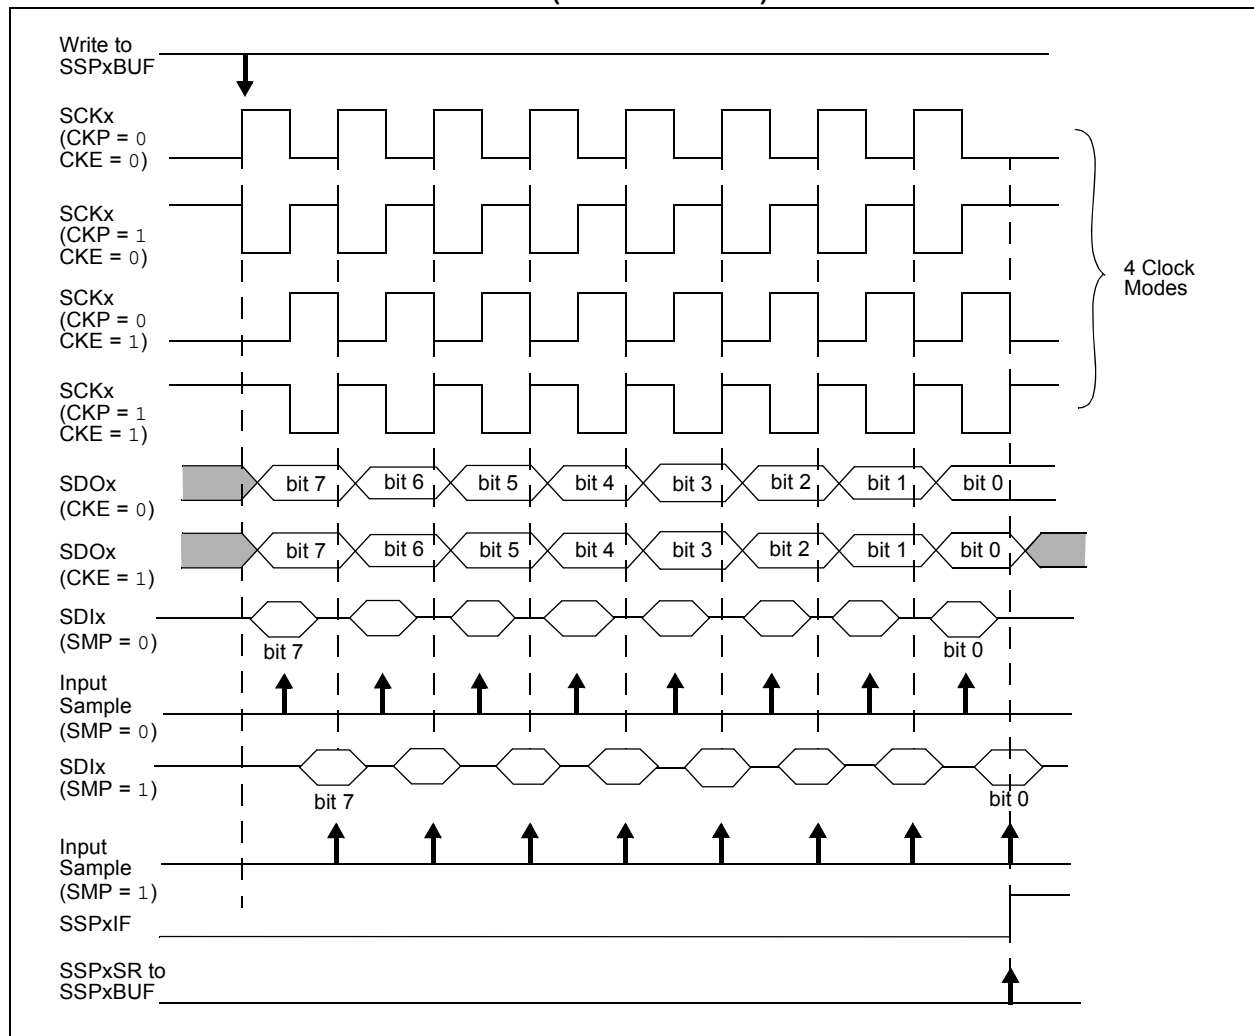 Write to
SSPxBUF
SCKx
(CKP = 0
CKE = 0)
SCKx
(CKP = 1
CKE = 0)
4 Clock
Modes
SCKx
(CKP = 0
CKE = 1)
SCKx
(CKP = 1
CKE = 1)
SDOx
(CKE = 0)
bit 7 bit 6 bit 5 bit 4 bit 3 bit 2 bit 1 bit 0
SDOx
(CKE = 1)
bit 7 bit 6 bit 5 bit 4 bit 3 bit 2 bit 1 bit 0
SDIx
(SMP = 0)
bit 7 bit 0
Input
Sample
(SMP = 0)
SDIx
(SMP = 1)
bit 7 bit 0
Input
Sample
(SMP = 1)
SSPxIF
SSPxSR to
SSPxBUF